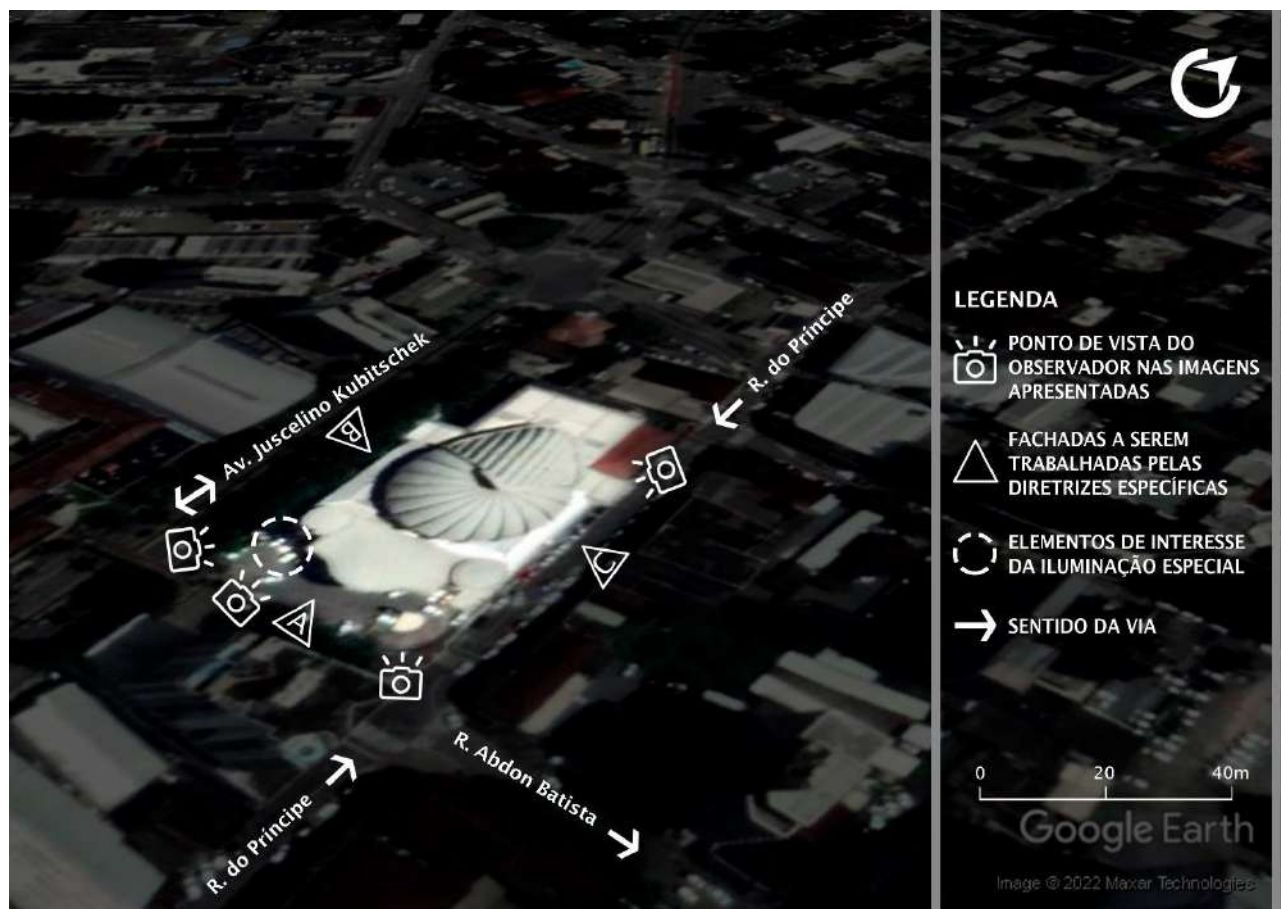 LEGENDA
PONTO DE VISTA DO
OBSERVADOR NAS IMAGENS
APRESENTADAS
FACHADAS A SEREM
TRABALHADAS PELAS
DIRETRIZES ESPECÍFICAS
ELEMENTOS DE INTERESSE
DA ILUMINAÇÃO ESPECIAL
SENTIDO DA VIA
R. do Príncipe
Av. Juscelino Kubitschek
B
C
A
R. Abdon Batista
R. do Príncipe
0 20 40m
Google Earth
Image © 2022 Maxar Technologies